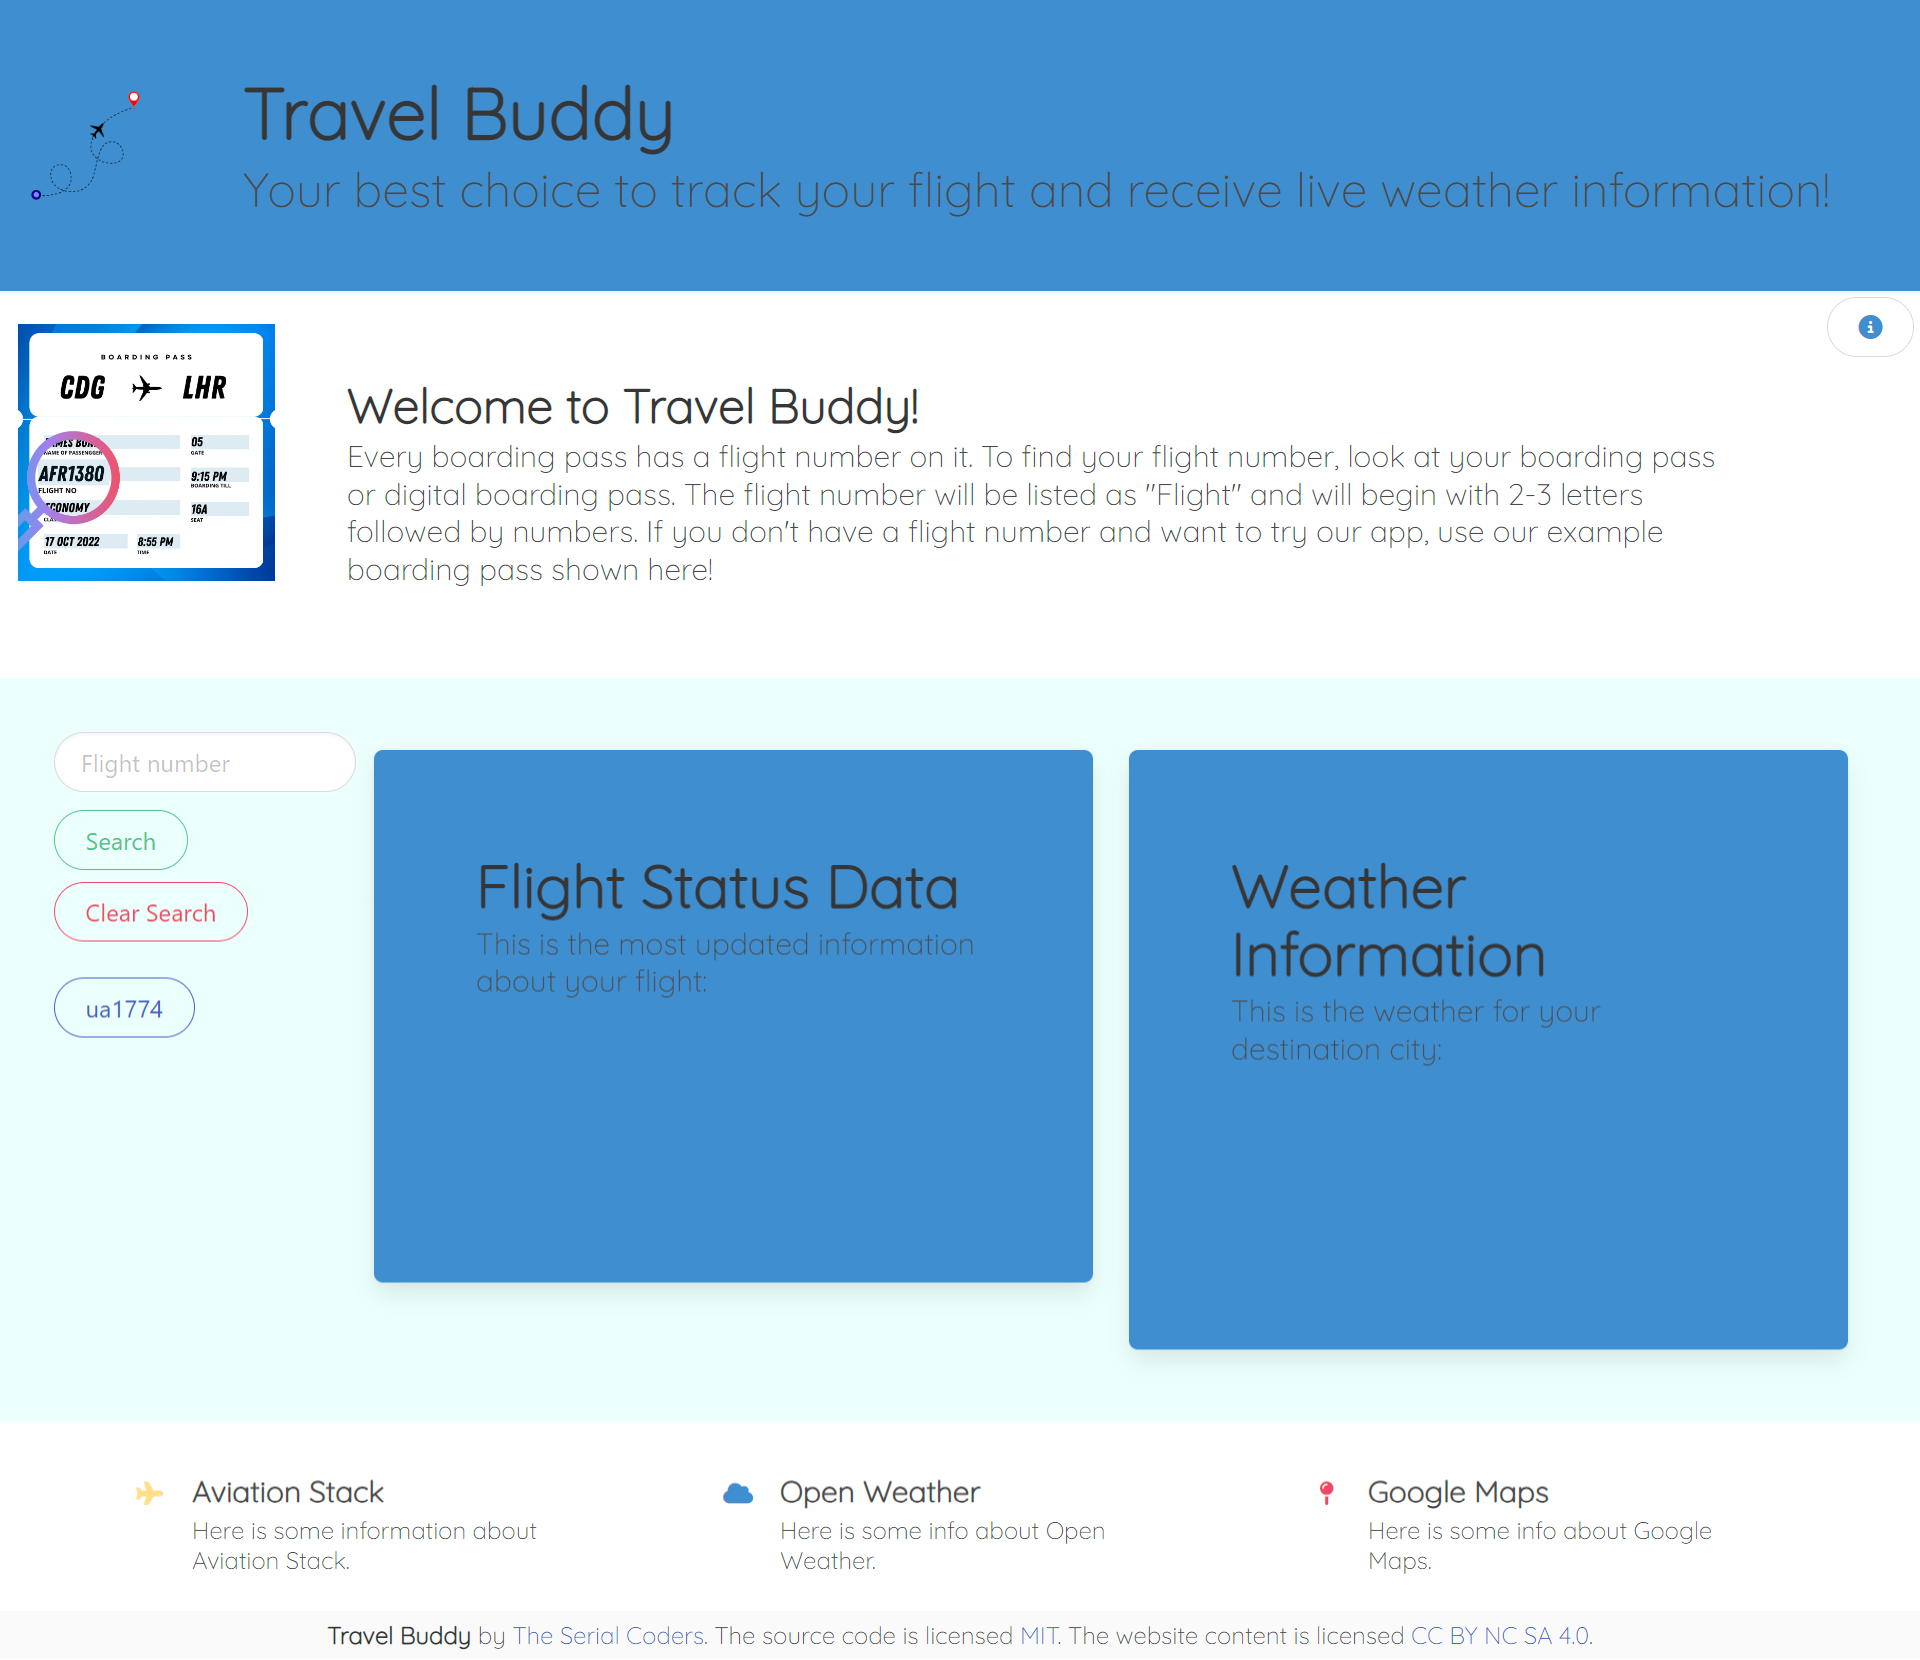 Travel Buddy
Your best choice to track your flight and receive live weather information!
BOARDING PASS
CDG LHR
05
NAME OF PASSENGER
GATE
AFR1380
9:15 PM
FLIGHT NO
BOARDING TILL
ECONOMY
16A
SEAT
17 OCT 2022
8:55 PM
DATE
TIME
Welcome to Travel Buddy!
Every boarding pass has a flight number on it. To find your flight number, look at your boarding pass
or digital boarding pass. The flight number will be listed as "Flight" and will begin with 2-3 letters
followed by numbers. If you don't have a flight number and want to try our app, use our example
boarding pass shown here!
Flight number
Search
Clear Search
ua1774
Flight Status Data
This is the most updated information
about your flight:
Weather
Information
This is the weather for your
destination city:
Aviation Stack
Here is some information about
Aviation Stack.
Open Weather
Here is some info about Open
Weather.
Google Maps
Here is some info about Google
Maps.
Travel Buddy by The Serial Coders. The source code is licensed MIT. The website content is licensed CC BY NC SA 4.0.